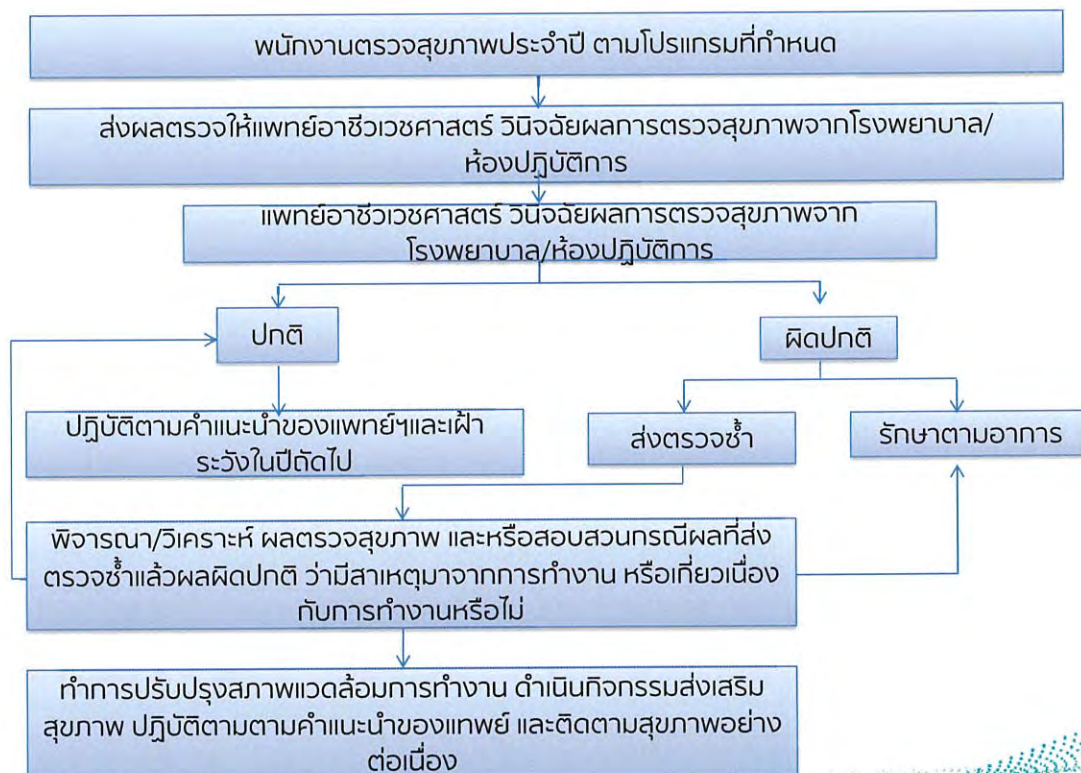 พนักงานตรวจสุขภาพประจำปี ตามโปรแกรมที่กำหนด
ส่งผลตรวจให้แพทย์อาชีวเวชศาสตร์ วินิจฉัยผลการตรวจสุขภาพจากโรงพยาบาล/
ห้องปฏิบัติการ
แพทย์อาชีวเวชศาสตร์ วินิจฉัยผลการตรวจสุขภาพจาก
โรงพยาบาล/ห้องปฏิบัติการ
ปกติ
ผิดปกติ
ปฏิบัติตามคำแนะนำของแพทย์ฯและเฝ้า
ระวังในปีถัดไป
ส่งตรวจซ้ำ
รักษาตามอาการ
พิจารณา/วิเคราะห์ ผลตรวจสุขภาพ และหรือสอบสวนกรณีผลที่ส่ง
ตรวจซ้ำแล้วผลผิดปกติ ว่ามีสาเหตุมาจากการทำงาน หรือเกี่ยวเนื่อง
กับการทำงานหรือไม่
ทำการปรับปรุงสภาพแวดล้อมการทำงาน ดำเนินกิจกรรมส่งเสริม
สุขภาพ ปฏิบัติตามตามคำแนะนำของแทพย์ และติดตามสุขภาพอย่าง
ต่อเนื่อง